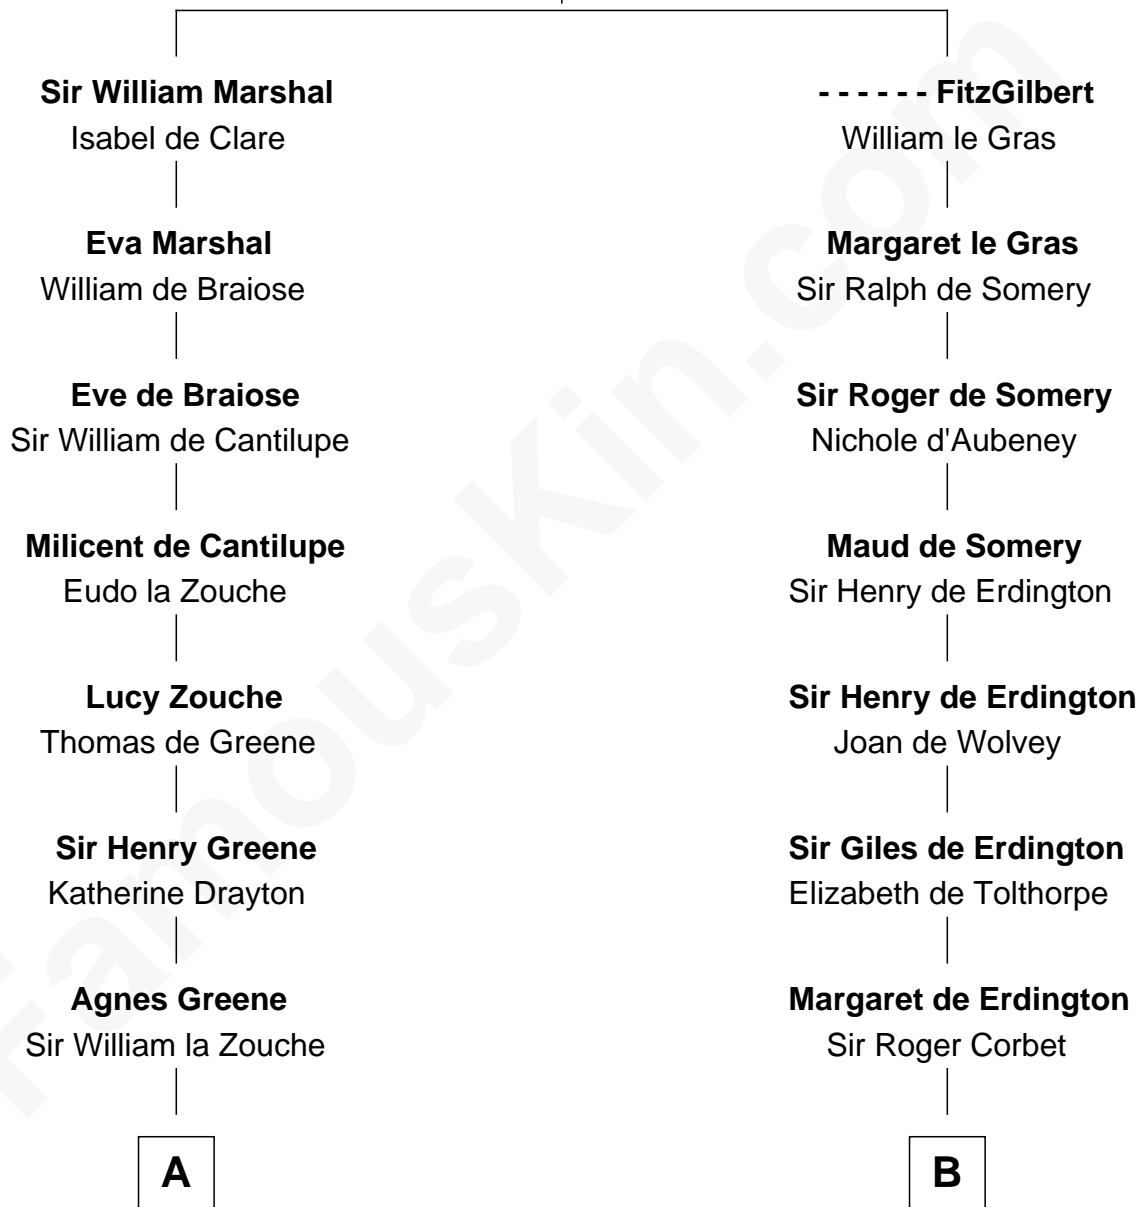 Sir William Marshal
Isabel de Clare
Eva Marshal
William de Braiose
Eve de Braiose
Sir William de Cantilupe
Milicent de Cantilupe
Eudo la Zouche
Lucy Zouche
Thomas de Greene
Sir Henry Greene
Katherine Drayton
Agnes Greene
Sir William la Zouche
A
- - - - - - FitzGilbert
William le Gras
Margaret le Gras
Sir Ralph de Somery
Sir Roger de Somery
Nichole d'Aubeney
Maud de Somery
Sir Henry de Erdington
Sir Henry de Erdington
Joan de Wolvey
Sir Giles de Erdington
Elizabeth de Tolthorpe
Margaret de Erdington
Sir Roger Corbet
B
FamousKin.com